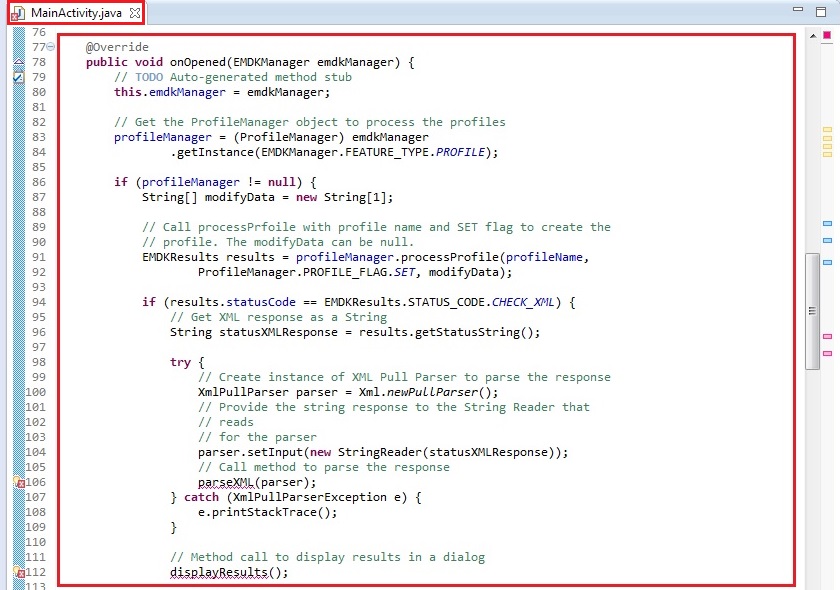 MainActivity.java
76
77 @Override
78 public void onOpened(EMDKManager emdkManager) {
79 // TODO Auto-generated method stub
80 this.emdkManager = emdkManager;
81
82 // Get the ProfileManager object to process the profiles
83 profileManager = (ProfileManager) emdkManager
84 .getInstance(EMDKManager.FEATURE_TYPE.PROFILE);
85
86 if (profileManager != null) {
87 String[] modifyData = new String[1];
88
89 // Call processPrfoile with profile name and SET flag to create the
90 // profile. The modifyData can be null.
91 EMDKResults results = profileManager.processProfile(profileName,
92 ProfileManager.PROFILE_FLAG.SET, modifyData);
93
94 if (results.statusCode == EMDKResults.STATUS_CODE.CHECK_XML) {
95 // Get XML response as a String
96 String statusXMLResponse = results.getStatusString();
97
98 try {
99 // Create instance of XML Pull Parser to parse the response
100 XmlPullParser parser = Xml.newPullParser();
101 // Provide the string response to the String Reader that
102 // reads
103 // for the parser
104 parser.setInput(new StringReader(statusXMLResponse));
105 // Call method to parse the response
106 parseXML(parser);
107 } catch (XmlPullParserException e) {
108 e.printStackTrace();
109 }
110
111 // Method call to display results in a dialog
112 displayResults();
113